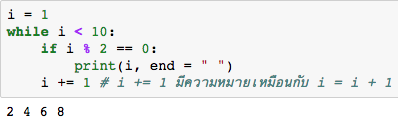 i = 1
while i < 10:
    if i % 2 == 0:
        print(i, end = " ")
    i += 1 # i += 1 มีความหมายเหมือนกับ i = i + 1
2 4 6 8